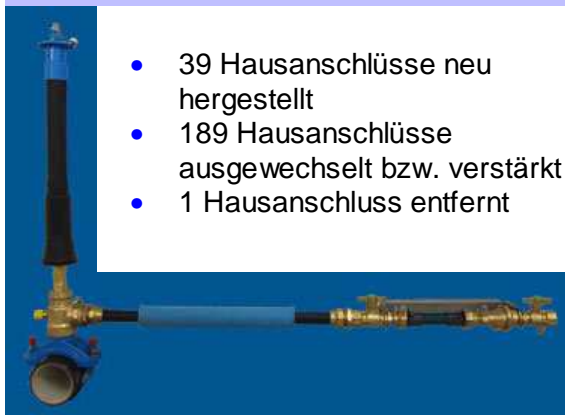 • 39 Hausanschlüsse neu
hergestellt
• 189 Hausanschlüsse
ausgewechselt bzw. verstärkt
• 1 Hausanschluss entfernt